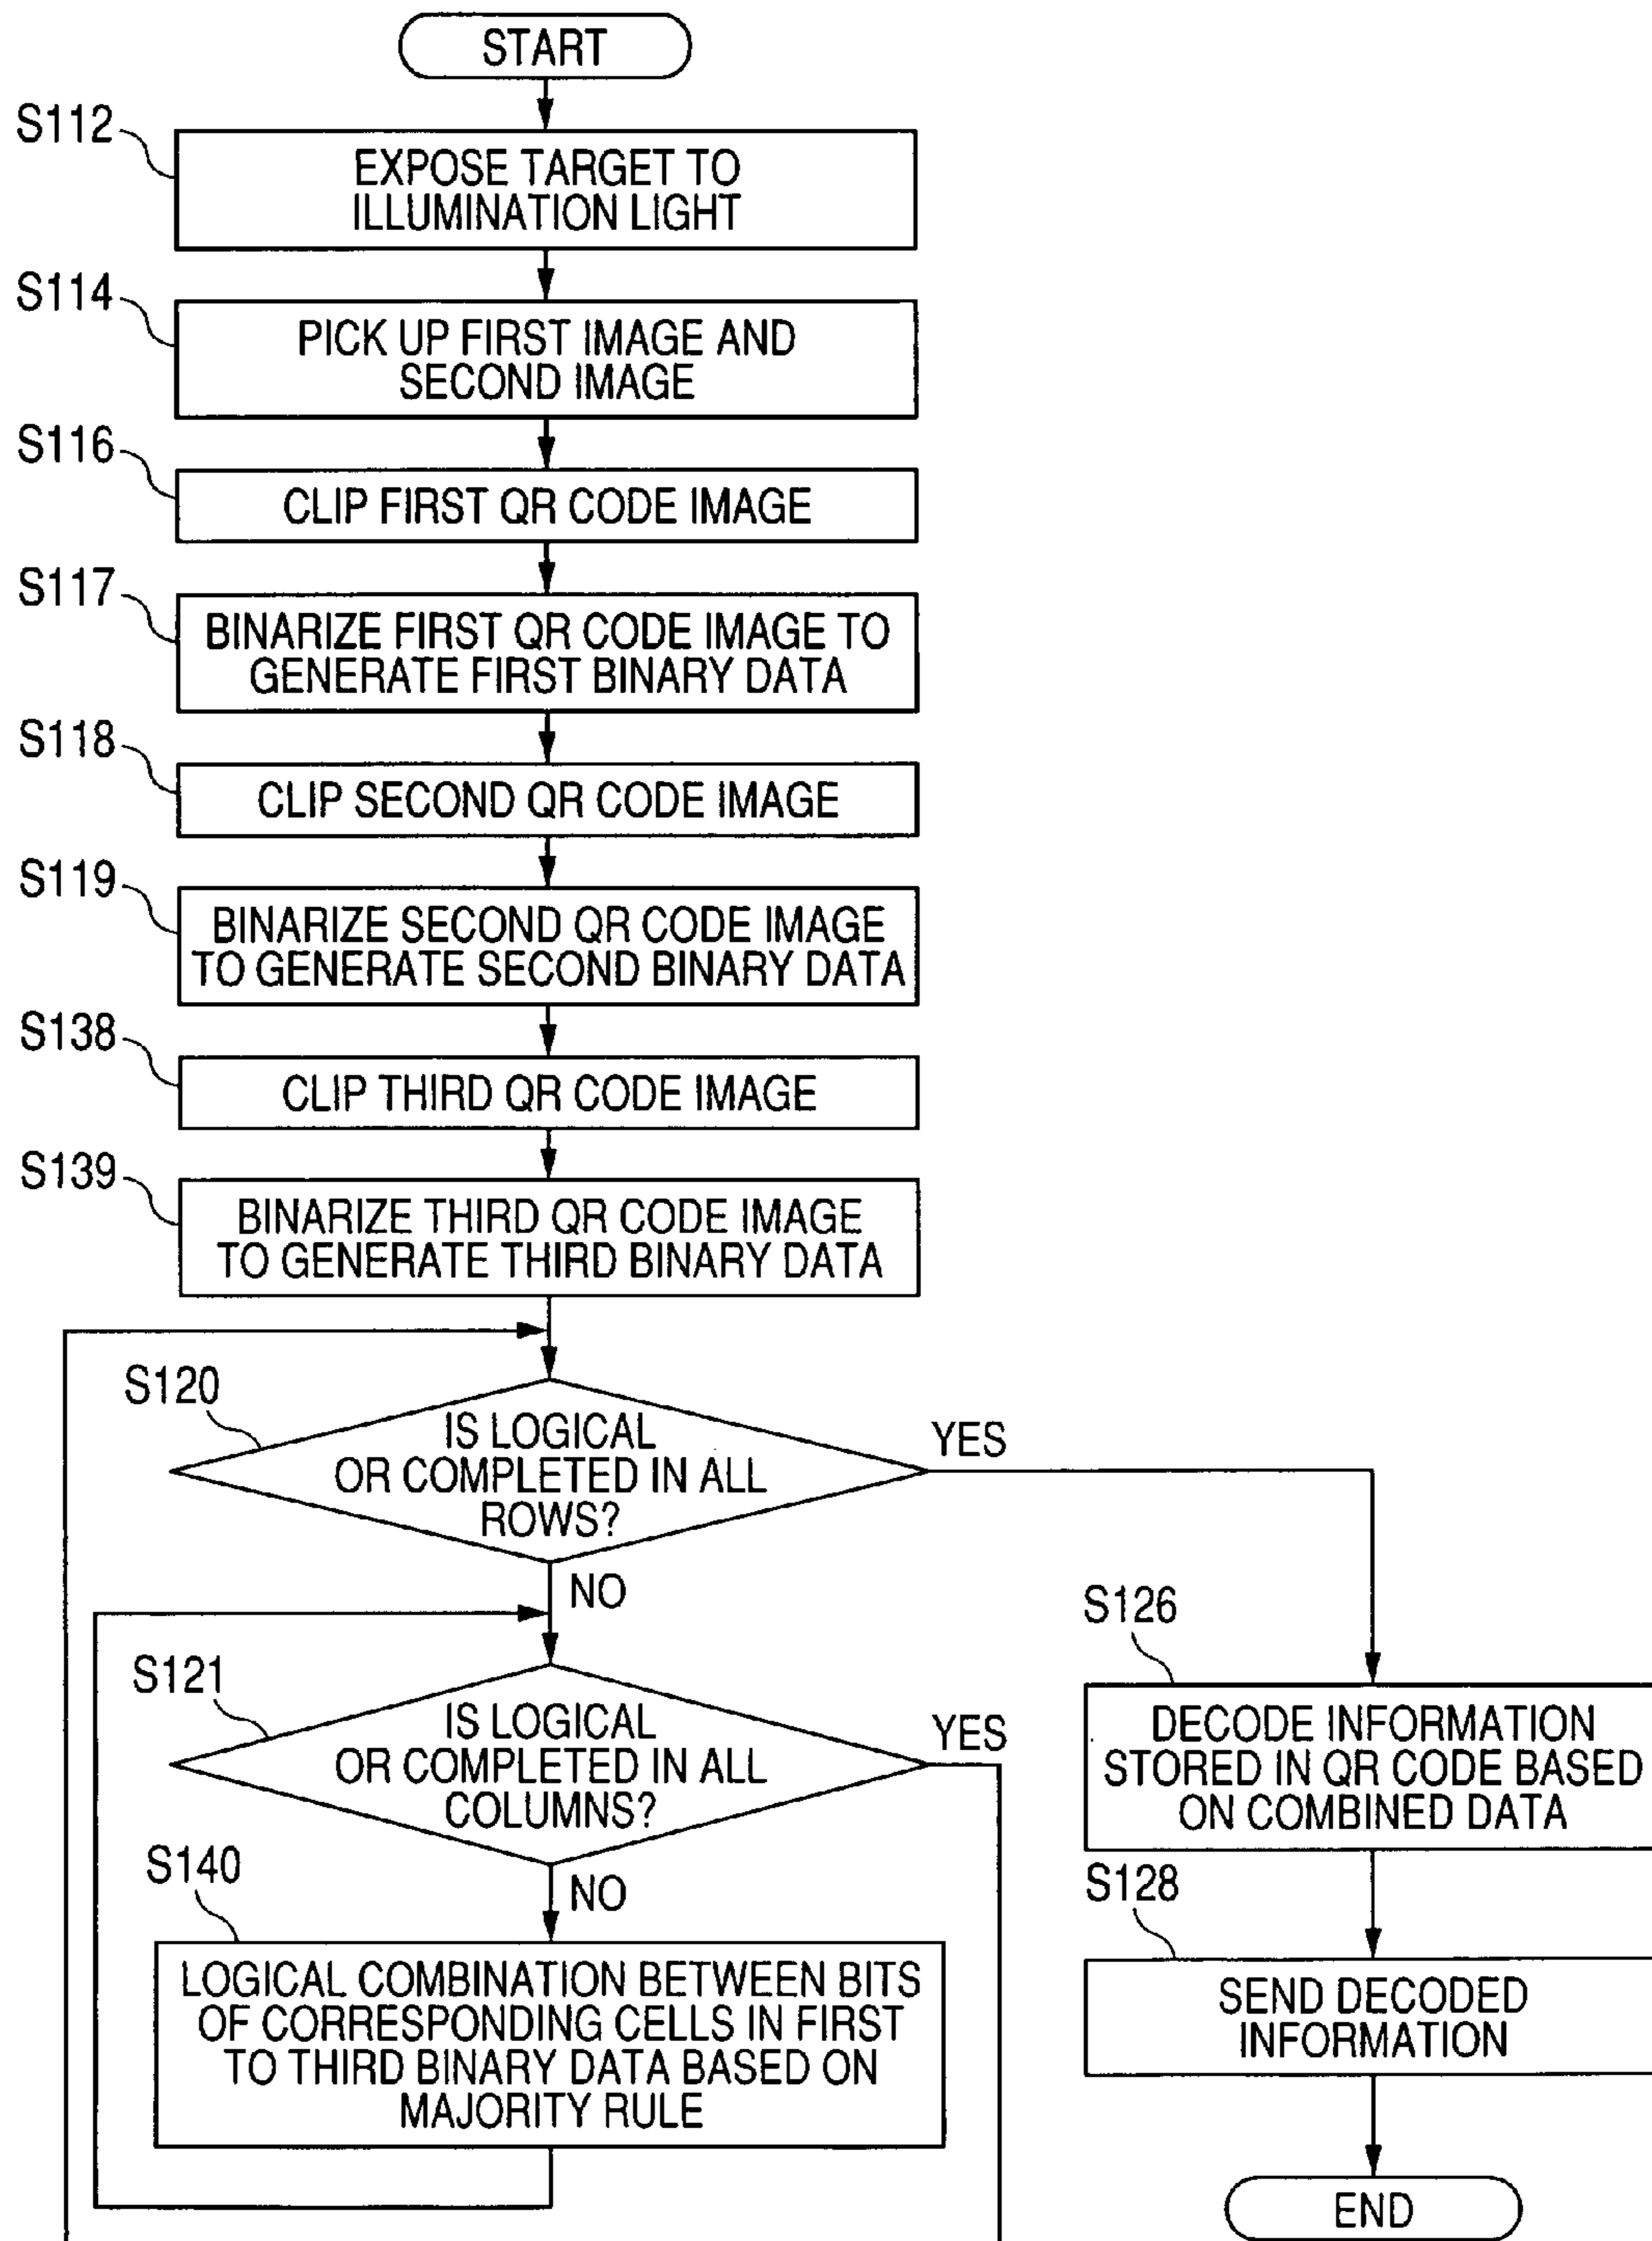 START
S112
EXPOSE TARGET TO
ILLUMINATION LIGHT
S114
PICK UP FIRST IMAGE AND
SECOND IMAGE
S116
CLIP FIRST QR CODE IMAGE
S117
BINARIZE FIRST QR CODE IMAGE TO
GENERATE FIRST BINARY DATA
S118
CLIP SECOND QR CODE IMAGE
S119
BINARIZE SECOND QR CODE IMAGE
TO GENERATE SECOND BINARY DATA
S138
CLIP THIRD QR CODE IMAGE
S139
BINARIZE THIRD QR CODE IMAGE
TO GENERATE THIRD BINARY DATA
S120
IS LOGICAL
OR COMPLETED IN ALL
ROWS?
YES
NO
S121
IS LOGICAL
OR COMPLETED IN ALL
COLUMNS?
YES
NO
S140
LOGICAL COMBINATION BETWEEN BITS
OF CORRESPONDING CELLS IN FIRST
TO THIRD BINARY DATA BASED ON
MAJORITY RULE
S126
DECODE INFORMATION
STORED IN QR CODE BASED
ON COMBINED DATA
S128
SEND DECODED
INFORMATION
END